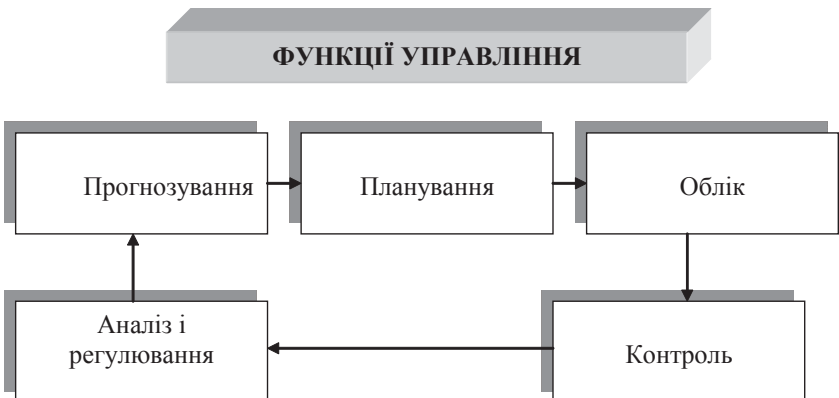 ФУНКЦІЇ УПРАВЛІННЯ
Прогнозування
Планування
Облік
Аналіз і
регулювання
Контроль